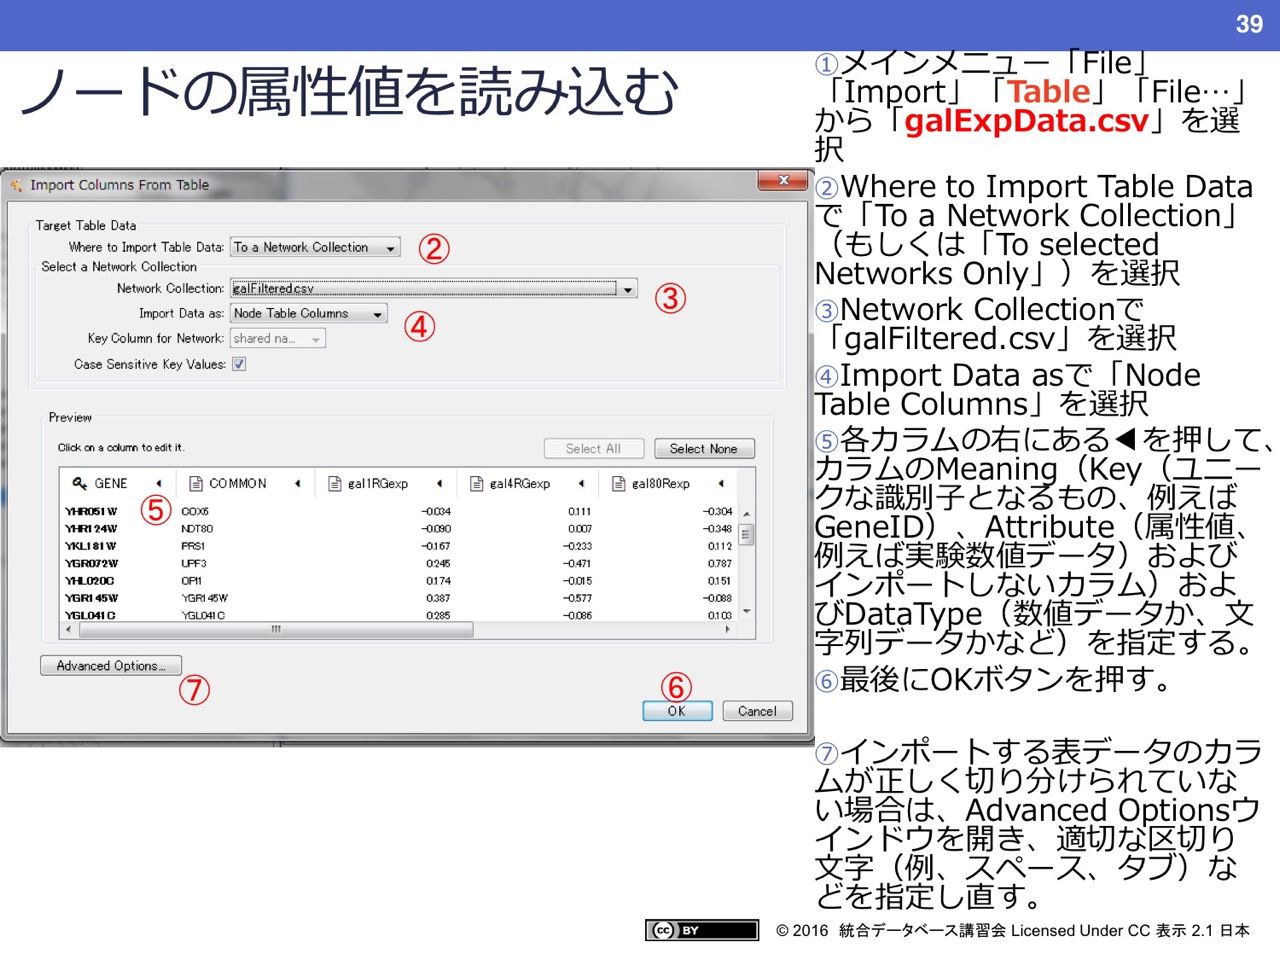 39
ノードの属性値を読み込む
Import Columns From Table
Target Table Data
Where to Import Table Data: To a Network Collection ②
Select a Network Collection
Network Collection: galFiltered.csv ③
Import Data as: Node Table Columns ④
Key Column for Network: shared na...
Case Sensitive Key Values:
Preview
Click on a column to edit it.
Select All Select None
GENE COMMON gal1RGexp gal4RGexp gal80Rexp
⑤
YHR051W COX6 -0.034 0.111 -0.304
YHR124W NDT80 -0.090 0.007 -0.348
YKL181W PRS1 -0.167 -0.233 0.112
YGR072W UPF3 0.245 -0.471 0.787
YHL020C OPI1 0.174 -0.015 0.151
YGR145W YGR145W 0.387 -0.577 -0.088
YGL041C YGL041C 0.285 -0.086 0.103
Advanced Options...
⑦
⑥
OK Cancel
①メインメニュー「File」
「Import」「Table」「File…」
から「galExpData.csv」を選
択
②Where to Import Table Data
で「To a Network Collection」
（もしくは「To selected
Networks Only」）を選択
③Network Collectionで
「galFiltered.csv」を選択
④Import Data asで「Node
Table Columns」を選択
⑤各カラムの右にある◀を押して、
カラムのMeaning（Key（ユニー
クな識別子となるもの、例えば
GeneID）、Attribute（属性値、
例えば実験数値データ）および
インポートしないカラム）およ
びDataType（数値データか、文
字列データかなど）を指定する。
⑥最後にOKボタンを押す。
⑦インポートする表データのカラ
ムが正しく切り分けられていな
い場合は、Advanced Optionsウ
インドウを開き、適切な区切り
文字（例、スペース、タブ）な
どを指定し直す。
cc BY
© 2016 統合データベース講習会 Licensed Under CC 表示 2.1 日本